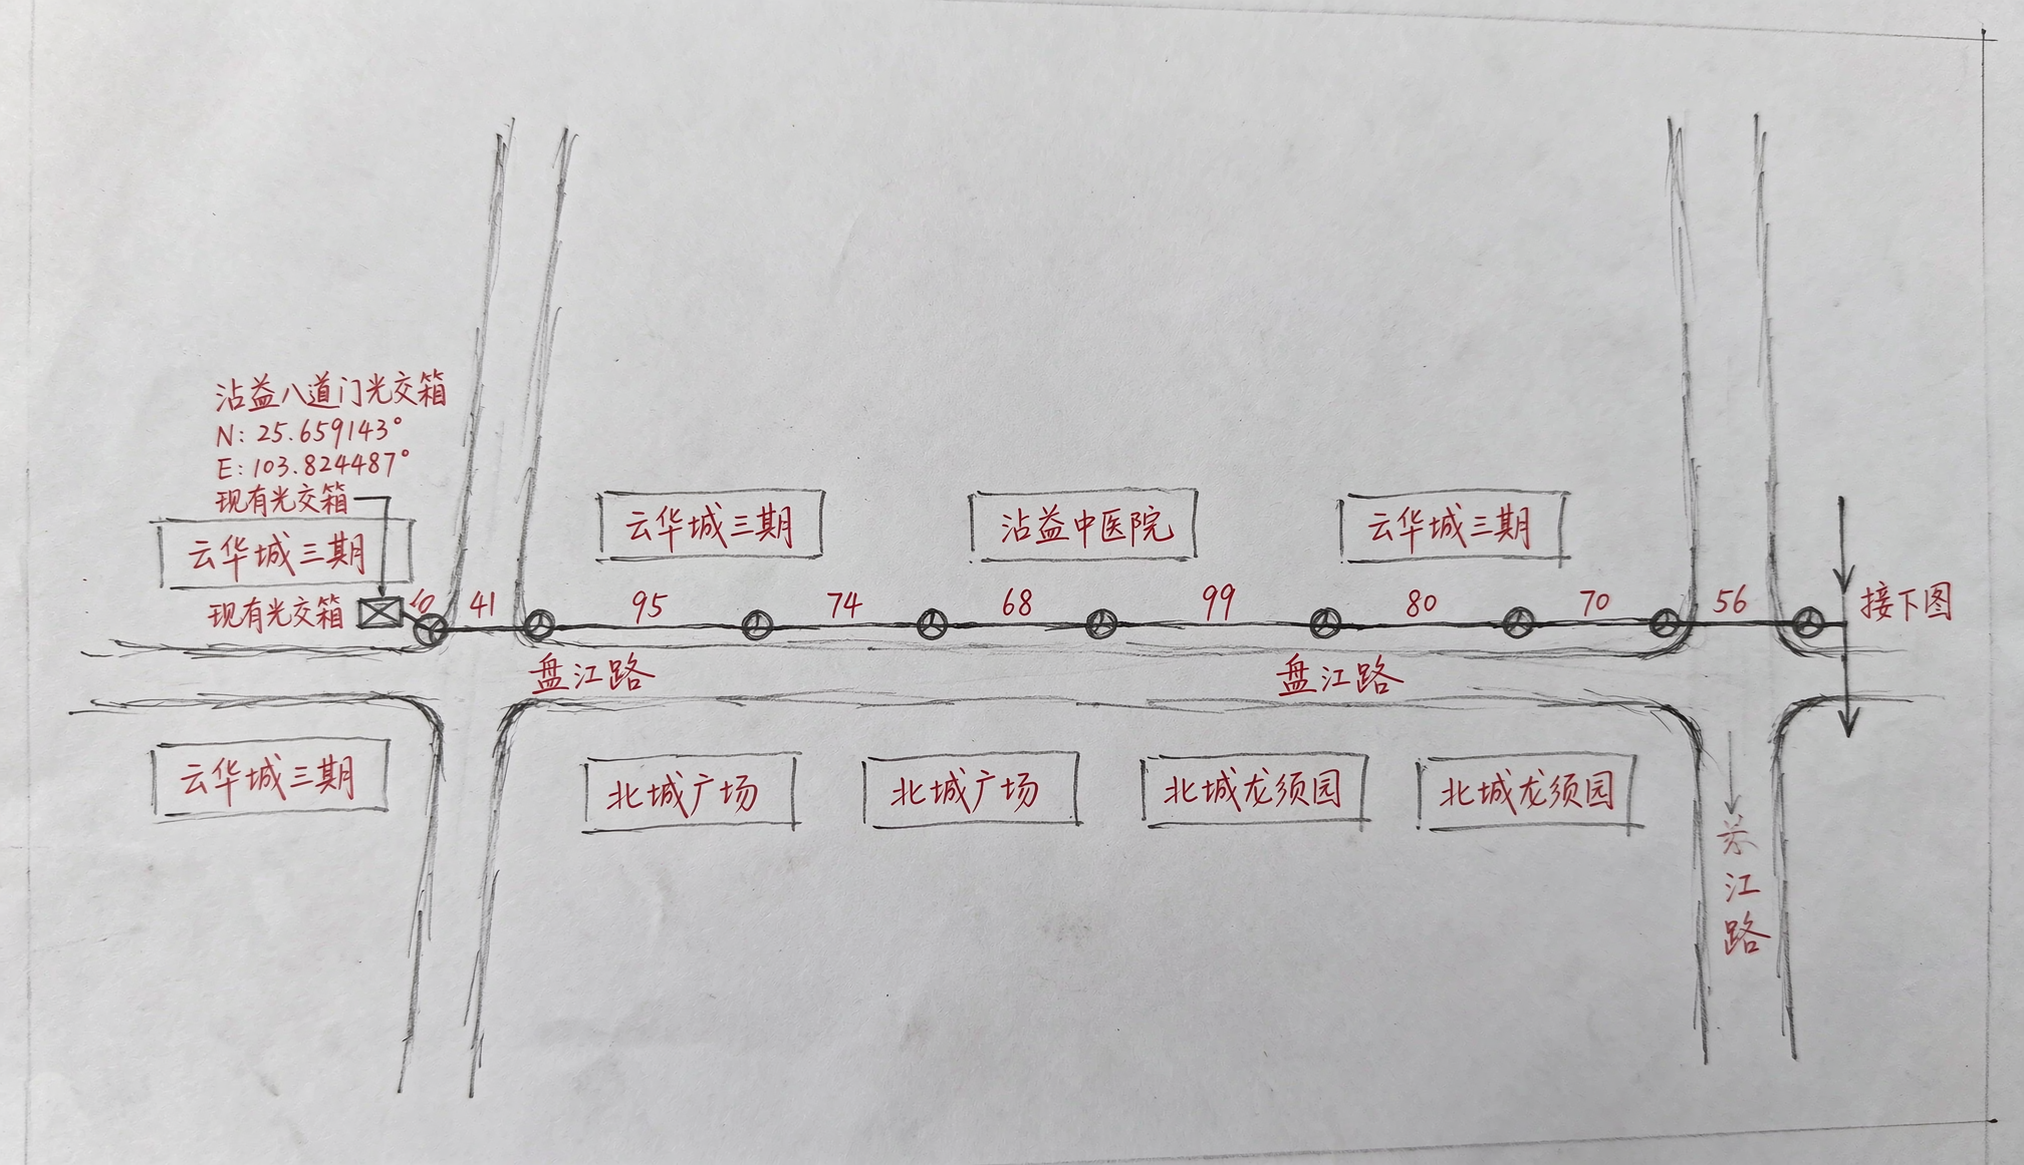 沾益八道门光交箱
N: 25.659143°
E: 103.824487°
现有光交箱
云华城三期
云华城三期
沾益中医院
云华城三期
现有光交箱
10
41
95
74
68
99
80
70
56
接下图
盘江路
盘江路
云华城三期
北城广场
北城广场
北城龙须园
北城龙须园
江
路